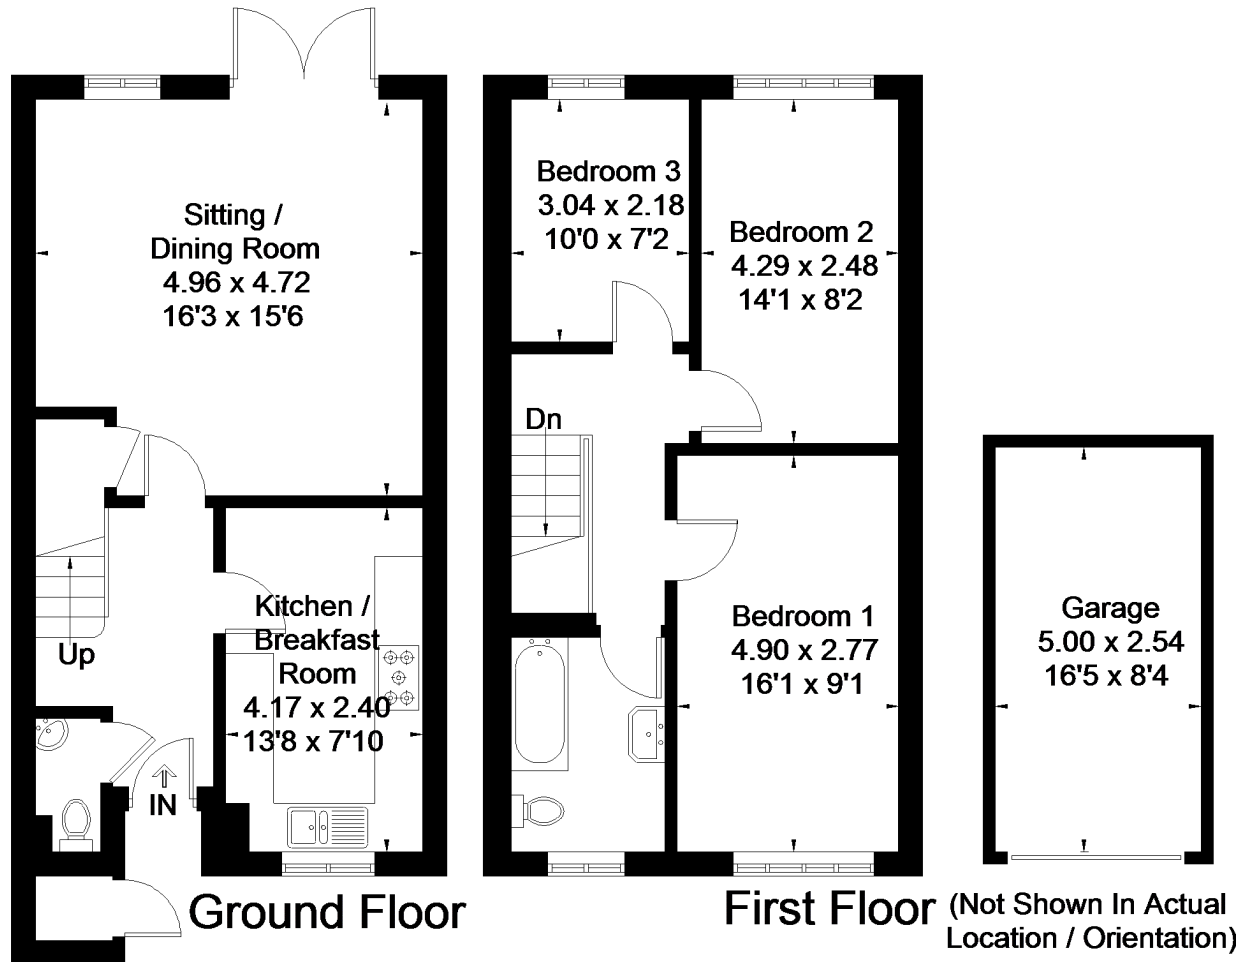 Sitting /
Dining Room
4.96 x 4.72
16'3 x 15'6
Up
IN
Kitchen /
Breakfast
Room
4.17 x 2.40
13'8 x 7'10
Ground Floor
Bedroom 3
3.04 x 2.18
10'0 x 7'2
Bedroom 2
4.29 x 2.48
14'1 x 8'2
Dn
Bedroom 1
4.90 x 2.77
16'1 x 9'1
First Floor
Garage
5.00 x 2.54
16'5 x 8'4
(Not Shown In Actual
Location / Orientation)